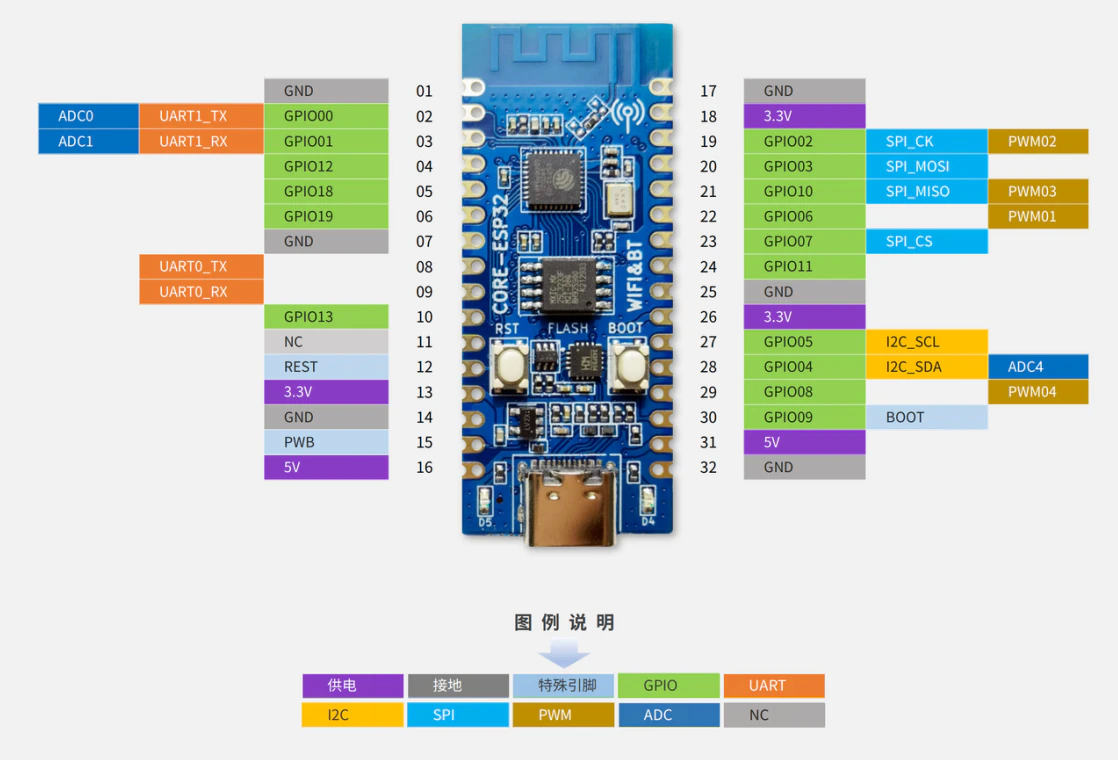 GND 01 17 GND
ADC0 UART1_TX GPIO00 02 18 3.3V
ADC1 UART1_RX GPIO01 03 19 GPIO02 SPI_CK PWM02
GPIO12 04 20 GPIO03 SPI_MOSI
GPIO18 05 21 GPIO10 SPI_MISO PWM03
GPIO19 06 22 GPIO06 PWM01
GND 07 23 GPIO07 SPI_CS
UART0_TX 08 24 GPIO11
UART0_RX 09 25 GND
GPIO13 10 26 3.3V
NC 11 27 GPIO05 I2C_SCL
REST 12 28 GPIO04 I2C_SDA ADC4
3.3V 13 29 GPIO08 PWM04
GND 14 30 GPIO09 BOOT
PWB 15 31 5V
5V 16 32 GND
CORE-ESP32
WIFI&BT
RST FLASH BOOT
D5 D4
图例说明
供电 接地 特殊引脚 GPIO UART
I2C SPI PWM ADC NC